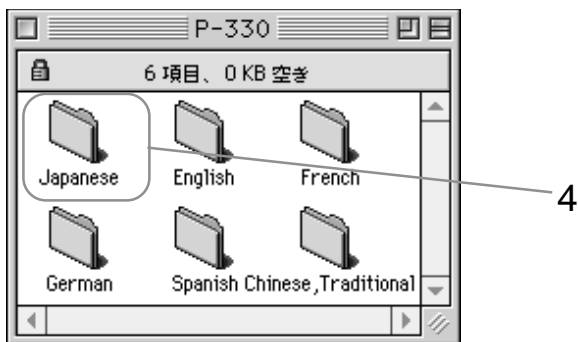 P-330
6 項目、0 KB 空き
Japanese English French
4
German Spanish Chinese,Traditional